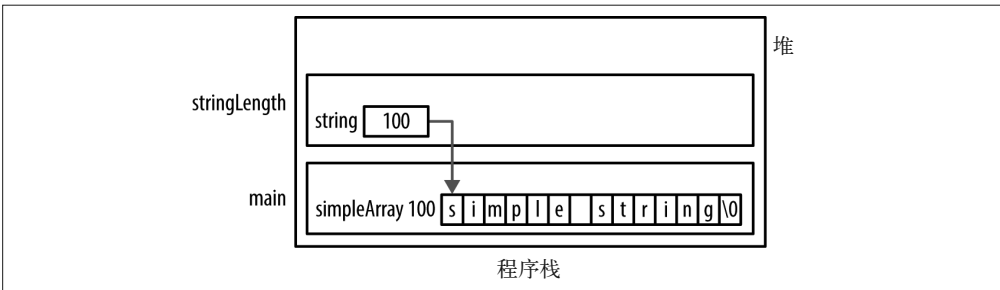 堆
stringLength
string 100
main
simpleArray 100 s i m p l e s t r i n g \0
程序栈